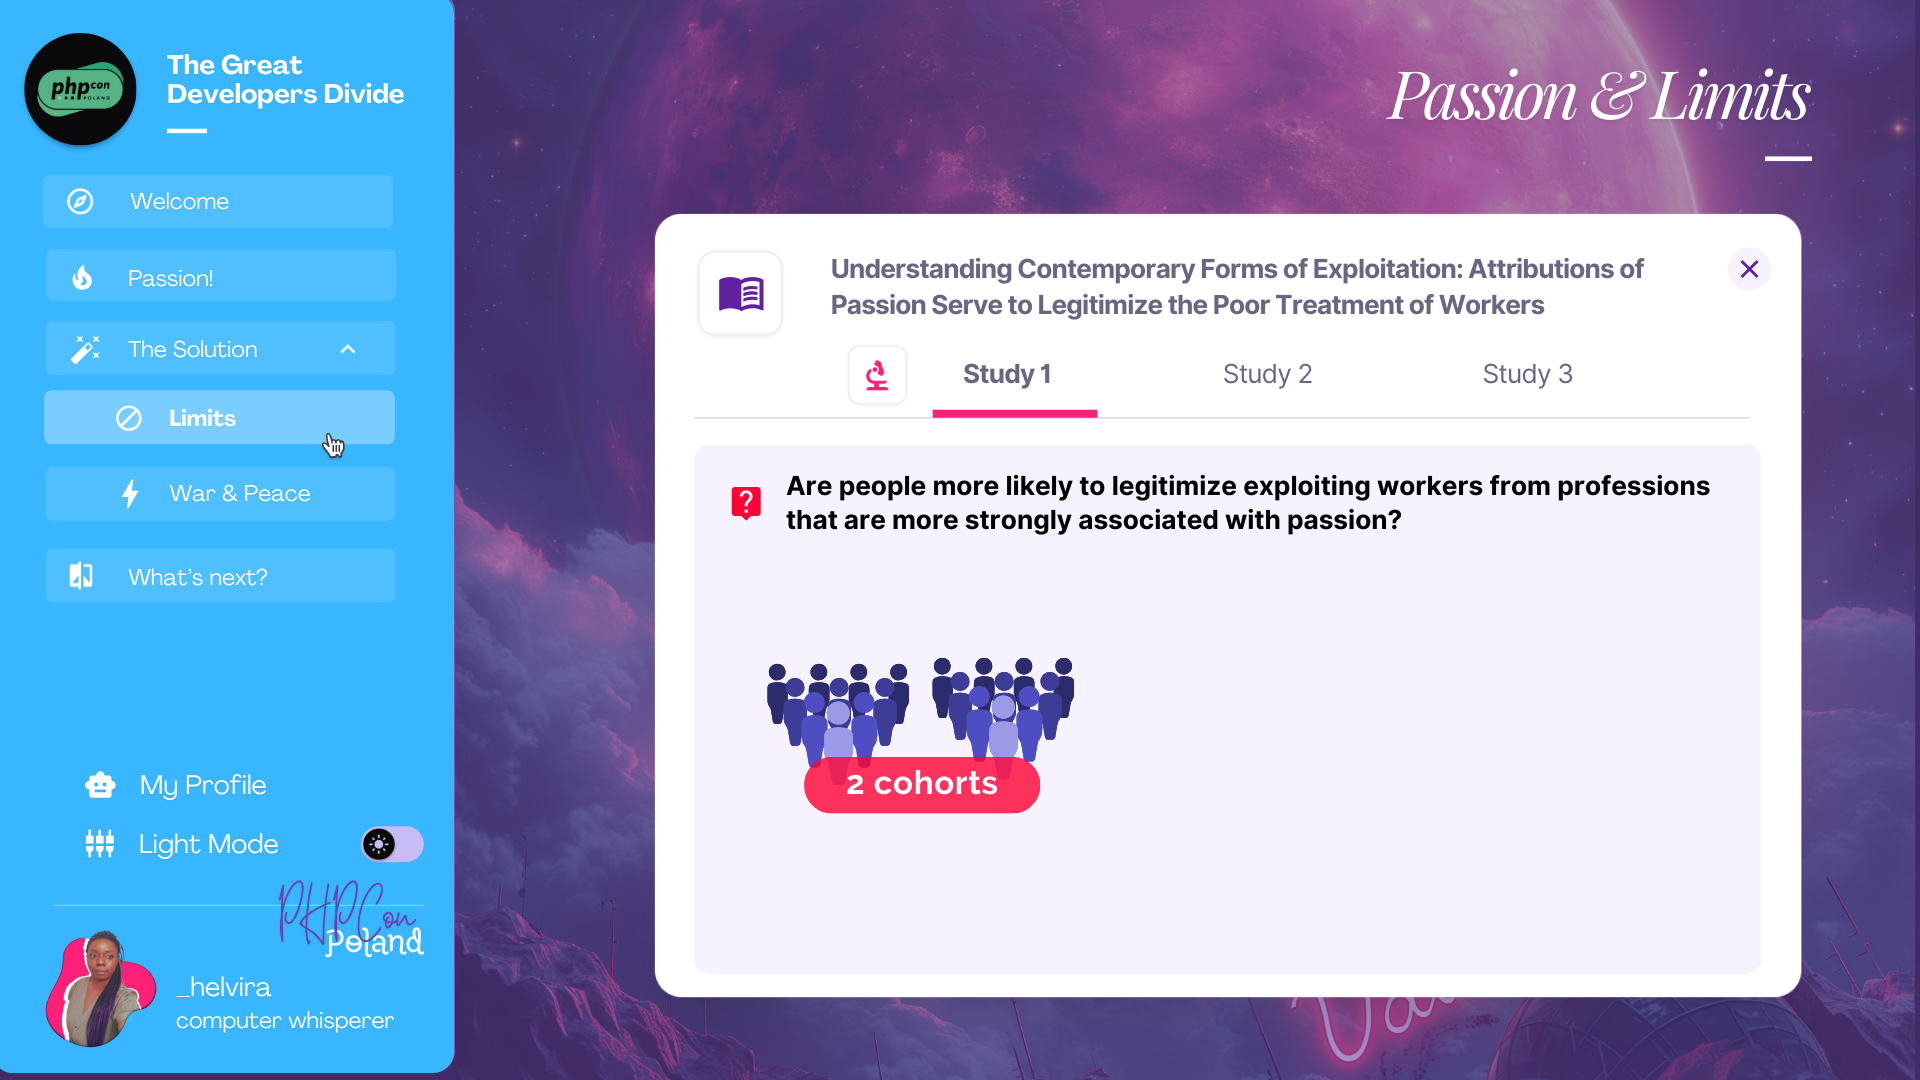 phpcon
POLAND
The Great
Developers Divide
Welcome
Passion!
The Solution
Limits
War & Peace
What's next?
My Profile
Light Mode
PHPCon
Poland
_helvira
computer whisperer
Passion & Limits
Understanding Contemporary Forms of Exploitation: Attributions of
Passion Serve to Legitimize the Poor Treatment of Workers
Study 1
Study 2
Study 3
?
Are people more likely to legitimize exploiting workers from professions
that are more strongly associated with passion?
2 cohorts